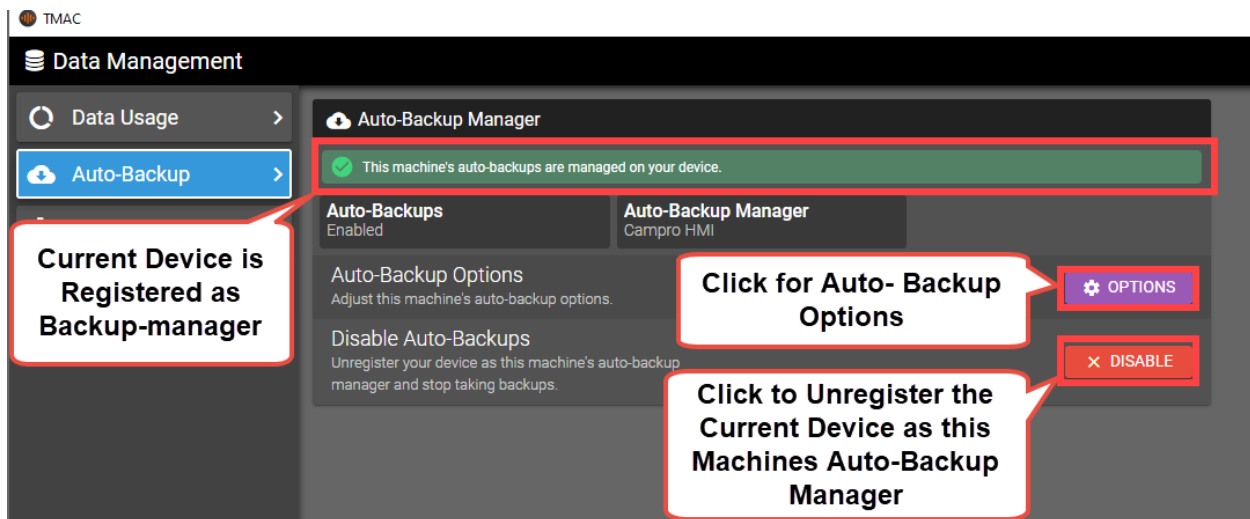 TMAC
Data Management
Data Usage
Auto-Backup
Auto-Backup Manager
This machine's auto-backups are managed on your device.
Auto-Backups
Enabled
Auto-Backup Manager
Campro HMI
Auto-Backup Options
Adjust this machine's auto-backup options.
OPTIONS
Disable Auto-Backups
Unregister your device as this machine's auto-backup
manager and stop taking backups.
DISABLE
Current Device is
Registered as
Backup-manager
Click for Auto- Backup
Options
Click to Unregister the
Current Device as this
Machines Auto-Backup
Manager